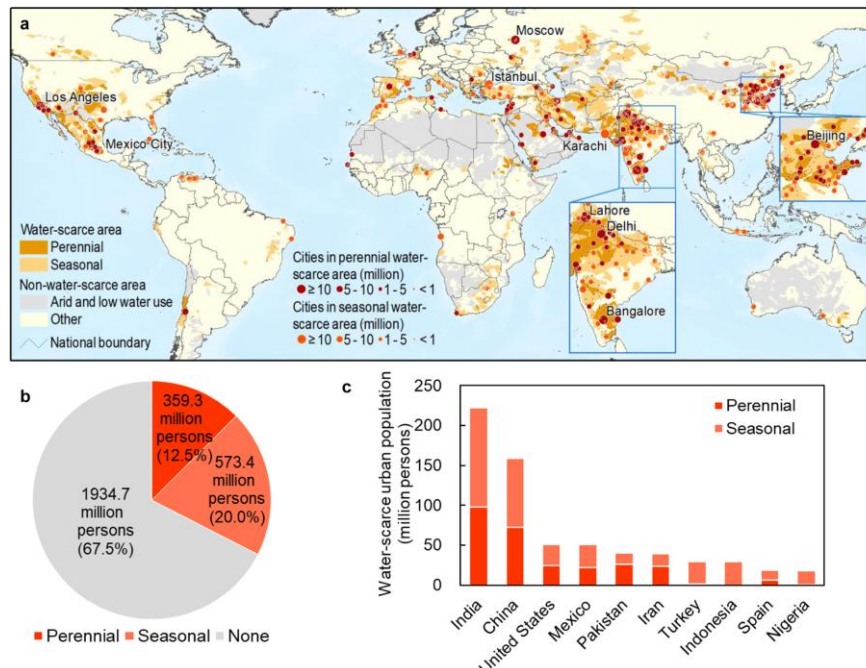 a
Moscow
Istanbul
Los Angeles
Mexico City
Karachi
Beijing
Lahore
Delhi
Bangalore
Water-scarce area
Perennial
Seasonal
Non-water-scarce area
Arid and low water use
Other
National boundary
Cities in perennial water-
scarce area (million)
≥ 10 5 - 10 1 - 5 < 1
Cities in seasonal water-
scarce area (million)
≥ 10 5 - 10 1 - 5 < 1
b
359.3
million
persons
(12.5%)
573.4
million
persons
(20.0%)
1934.7
million
persons
(67.5%)
Perennial Seasonal None
c
Water-scarce urban population
(million persons)
250
200
150
100
50
0
Perennial
Seasonal
India
China
United States
Mexico
Pakistan
Iran
Turkey
Indonesia
Spain
Nigeria